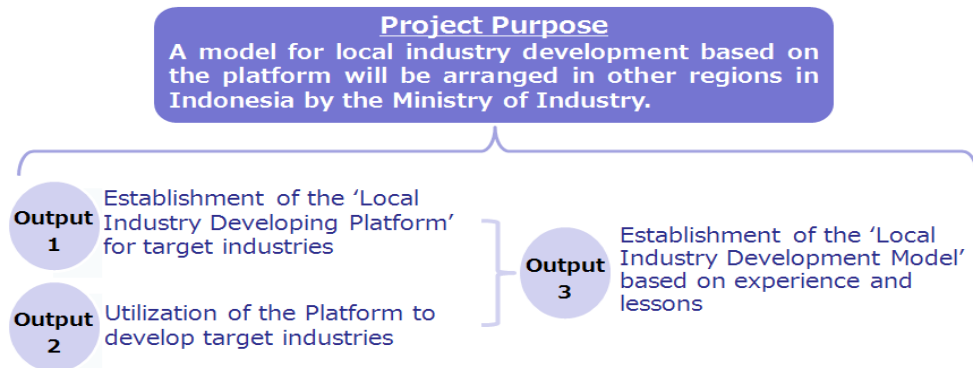 Project Purpose
A model for local industry development based on
the platform will be arranged in other regions in
Indonesia by the Ministry of Industry.
Output
1
Establishment of the ‘Local
Industry Developing Platform’
for target industries
Output
2
Utilization of the Platform to
develop target industries
Output
3
Establishment of the ‘Local
Industry Development Model’
based on experience and
lessons